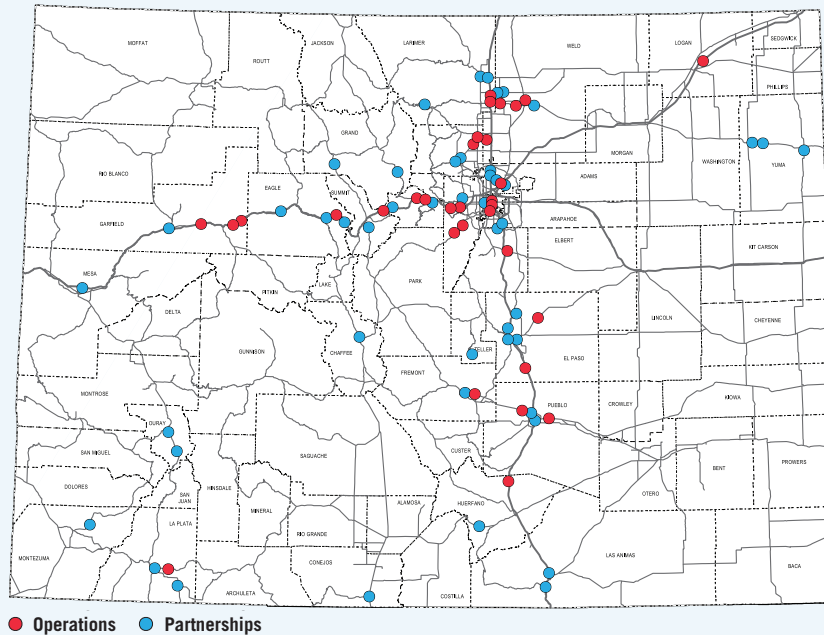 MOFFAT
ROUTT
JACKSON
LARIMER
WELD
LOGAN
SEDGWICK
PHILLIPS
GRAND
MORGAN
WASHINGTON
YUMA
RIO BLANCO
EAGLE
SUMMIT
ADAMS
GARFIELD
ARAPAHOE
ELBERT
KIT CARSON
MESA
PITKIN
LAKE
PARK
DELTA
LINCOLN
CHEYENNE
GUNNISON
CHAFFEE
TELLER
EL PASO
FREMONT
MONTROSE
KIOWA
PUEBLO
CROWLEY
OURAY
SAN MIGUEL
SAGUACHE
CUSTER
PROWERS
BENT
DOLORES
SAN
JUAN
HINSDALE
MINERAL
ALAMOSA
HUERFANO
OTERO
LA PLATA
RIO GRANDE
MONTEZUMA
CONEJOS
LAS ANIMAS
BACA
ARCHULETA
COSTILLA
Operations Partnerships